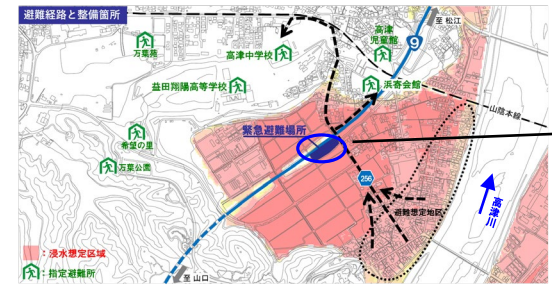 避難経路と整備箇所
至 松江
9
高津
児童館
高津中学校
万葉苑
益田翔陽高等学校
浜寄会館
山陰本線
緊急避難場所
希望の里
万葉公園
256
避難想定地区
高津川
至 山口
：浸水想定区域
：指定避難所